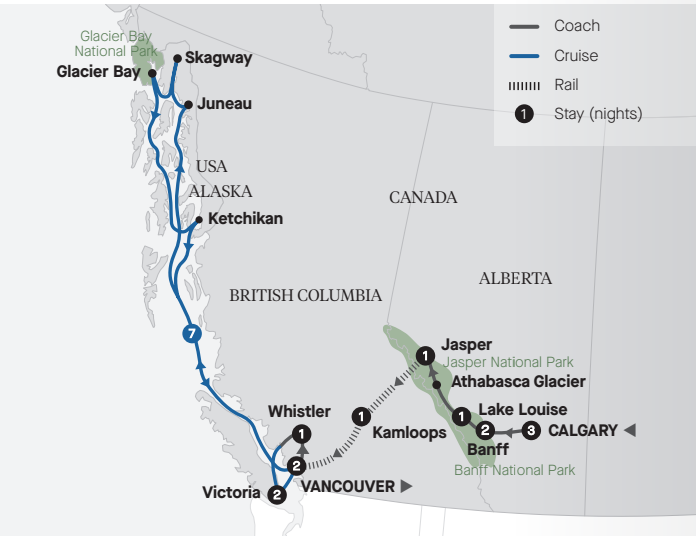 Glacier Bay
National Park
Glacier Bay
Skagway
Juneau
USA
ALASKA
Ketchikan
CANADA
ALBERTA
BRITISH COLUMBIA
7
Coach
Cruise
Rail
1 Stay (nights)
Jasper
1
Jasper National Park
Athabasca Glacier
Lake Louise
1
Whistler
1
1
Kamloops
2
Banff
3
CALGARY
Banff National Park
2
VANCOUVER
Victoria
2